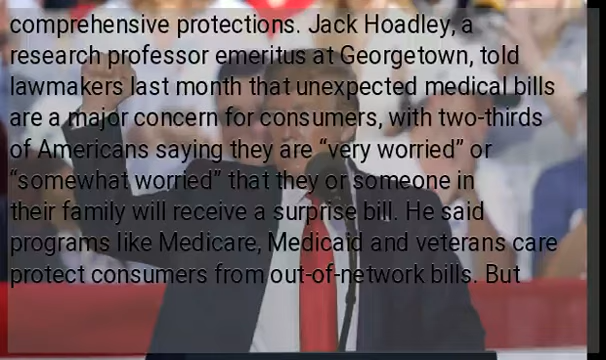 comprehensive protections. Jack Hoadley, a
research professor emeritus at Georgetown, told
lawmakers last month that unexpected medical bills
are a major concern for consumers, with two-thirds
of Americans saying they are “very worried” or
“somewhat worried” that they or someone in
their family will receive a surprise bill. He said
programs like Medicare, Medicaid and veterans care
protect consumers from out-of-network bills. But